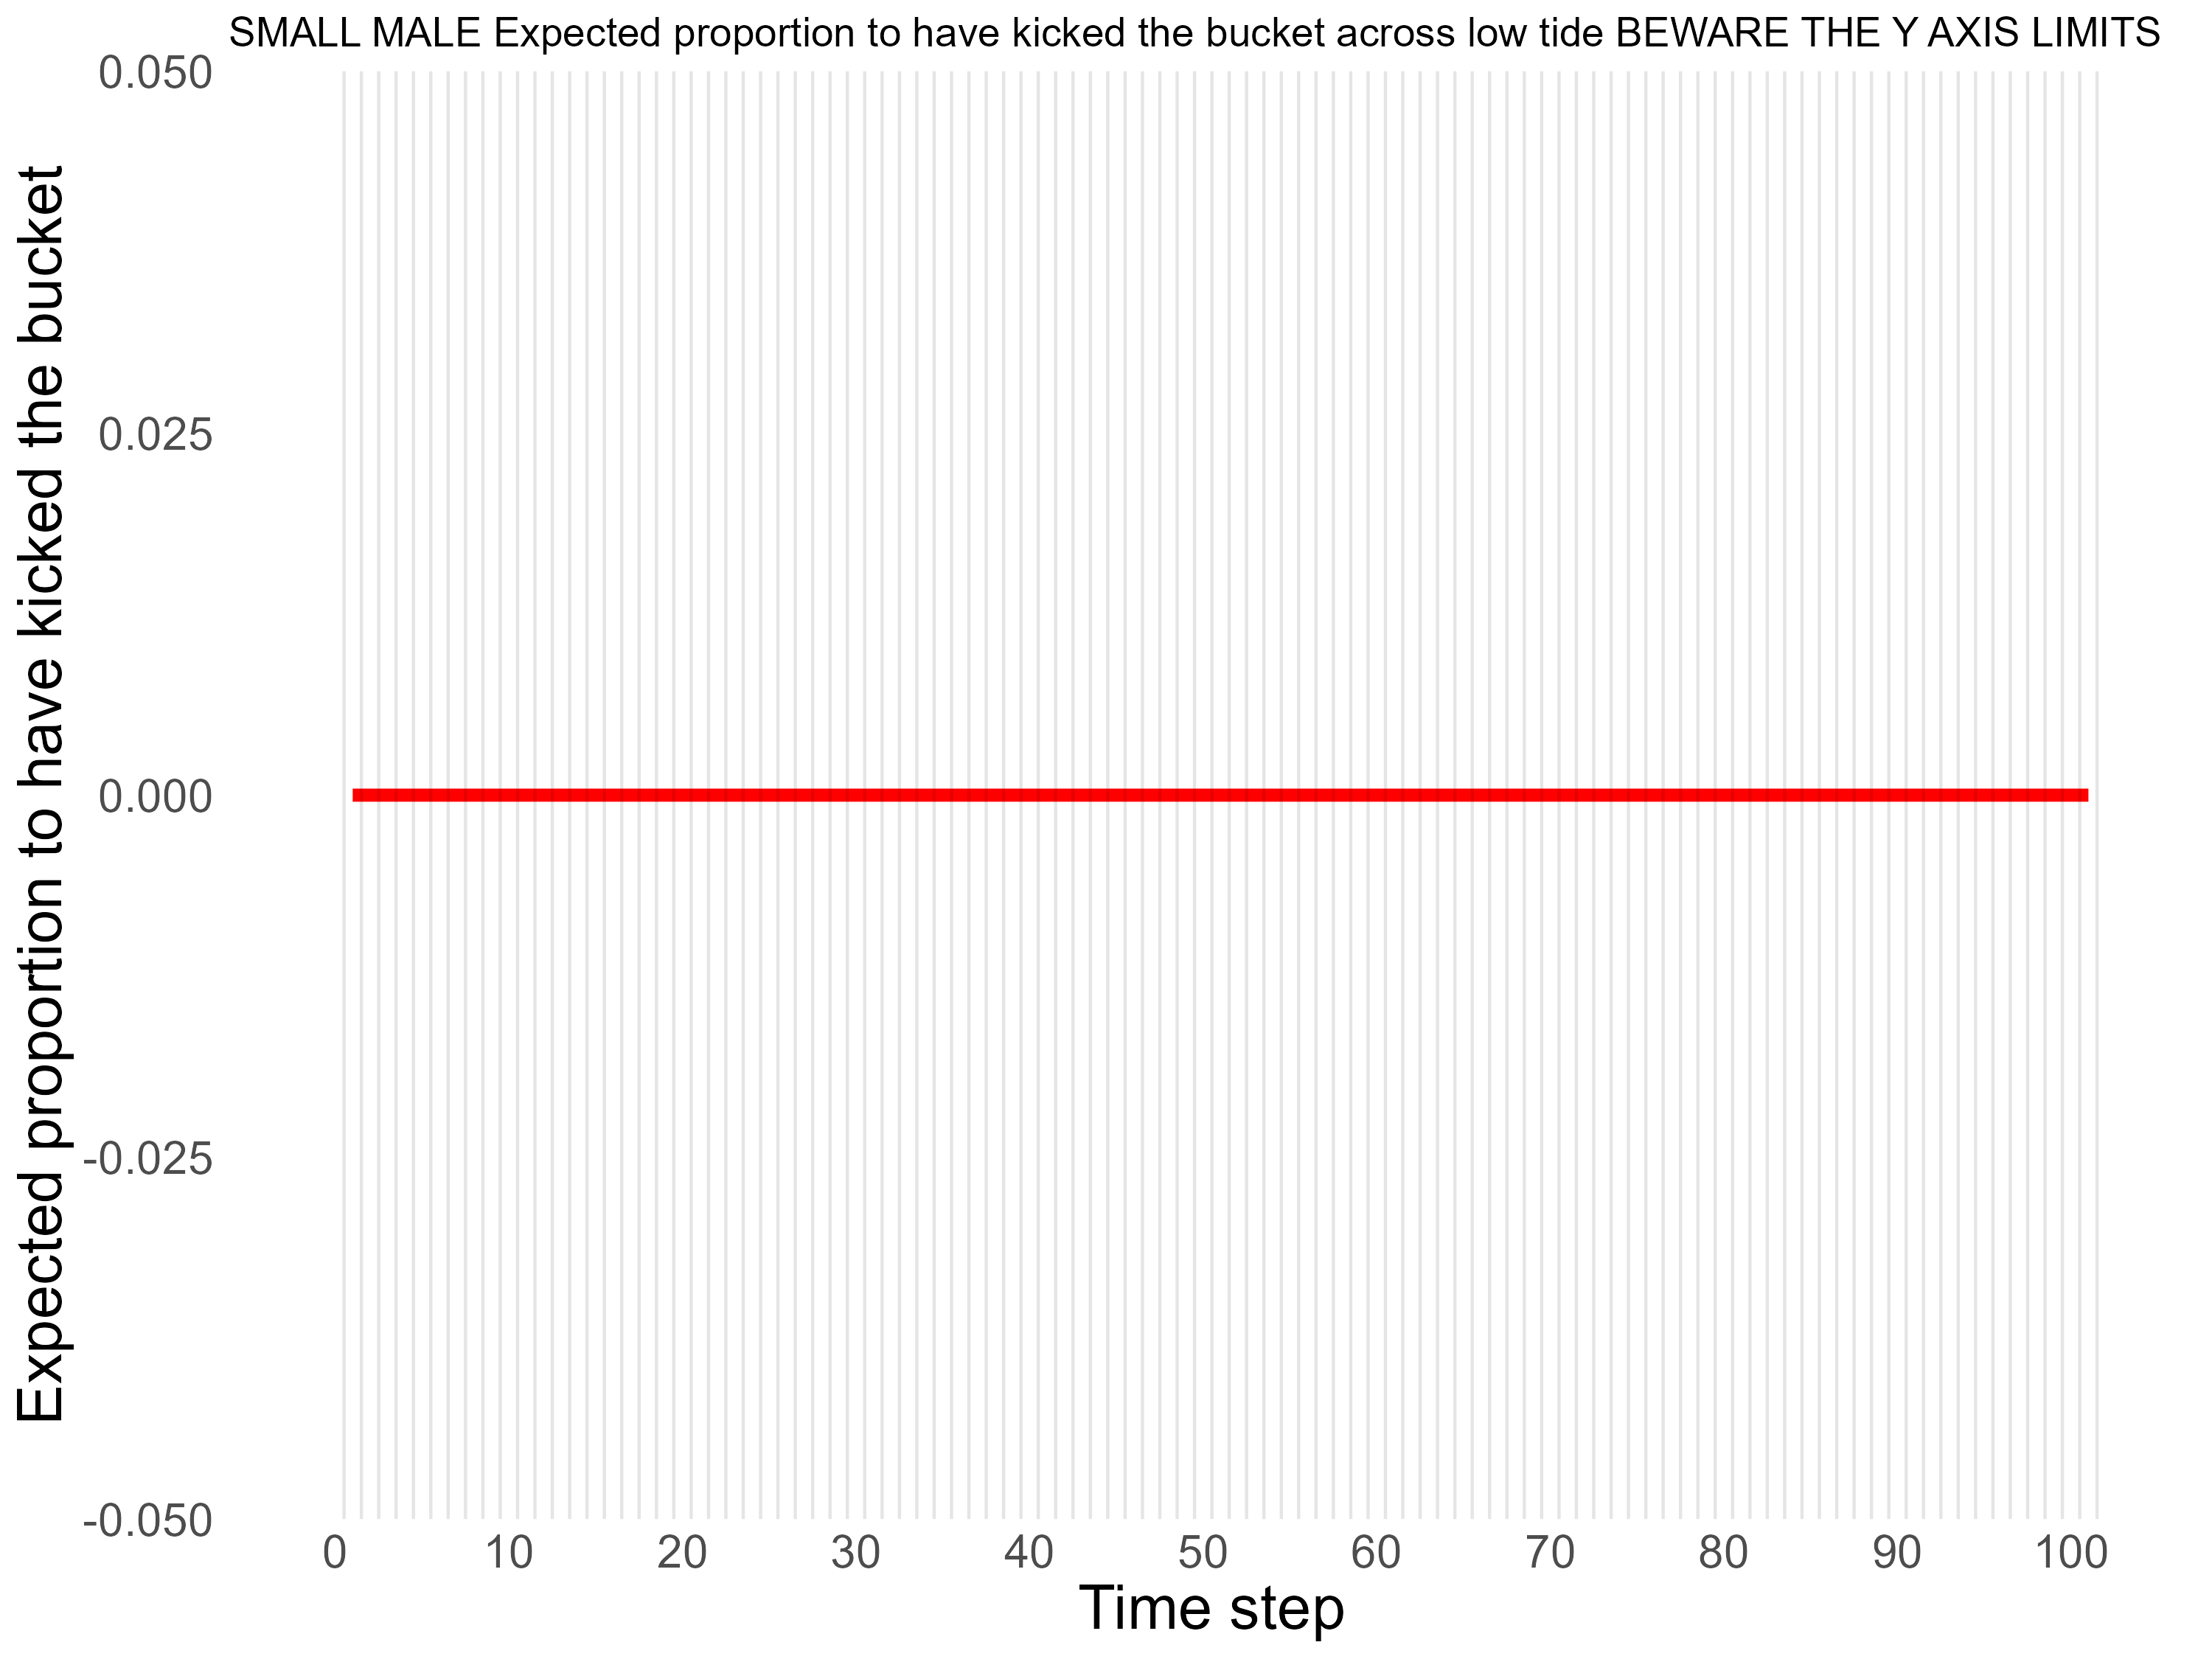 SMALL MALE Expected proportion to have kicked the bucket across low tide BEWARE THE Y AXIS LIMITS
Expected proportion to have kicked the bucket
0.050
0.025
0.000
-0.025
-0.050
0 10 20 30 40 50 60 70 80 90 100
Time step